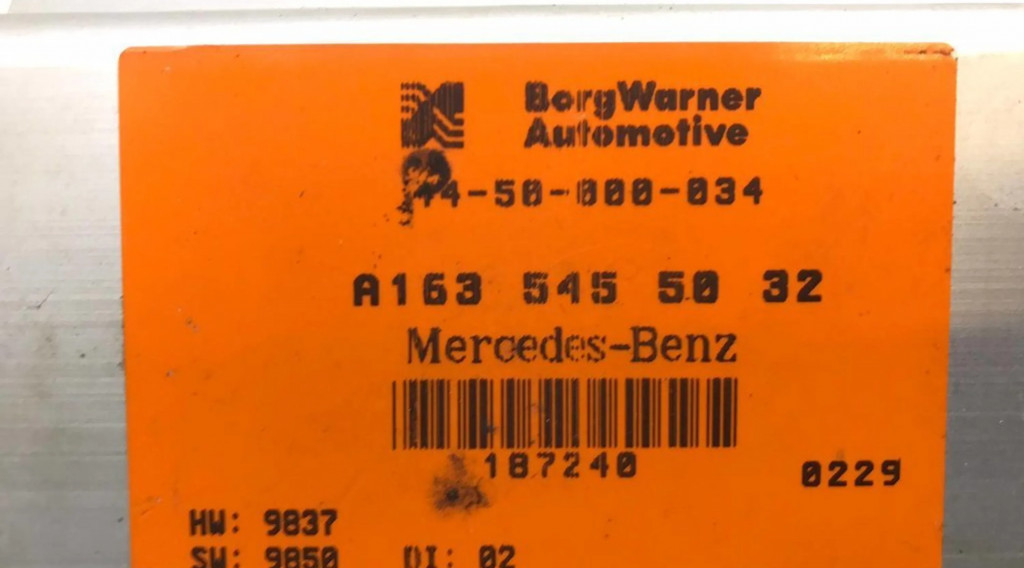 BorgWarner
Automotive
44-50-000-034
A163 545 50 32
Mercedes-Benz
187240
0229
HW: 9837
SW: 9850 DI: 02